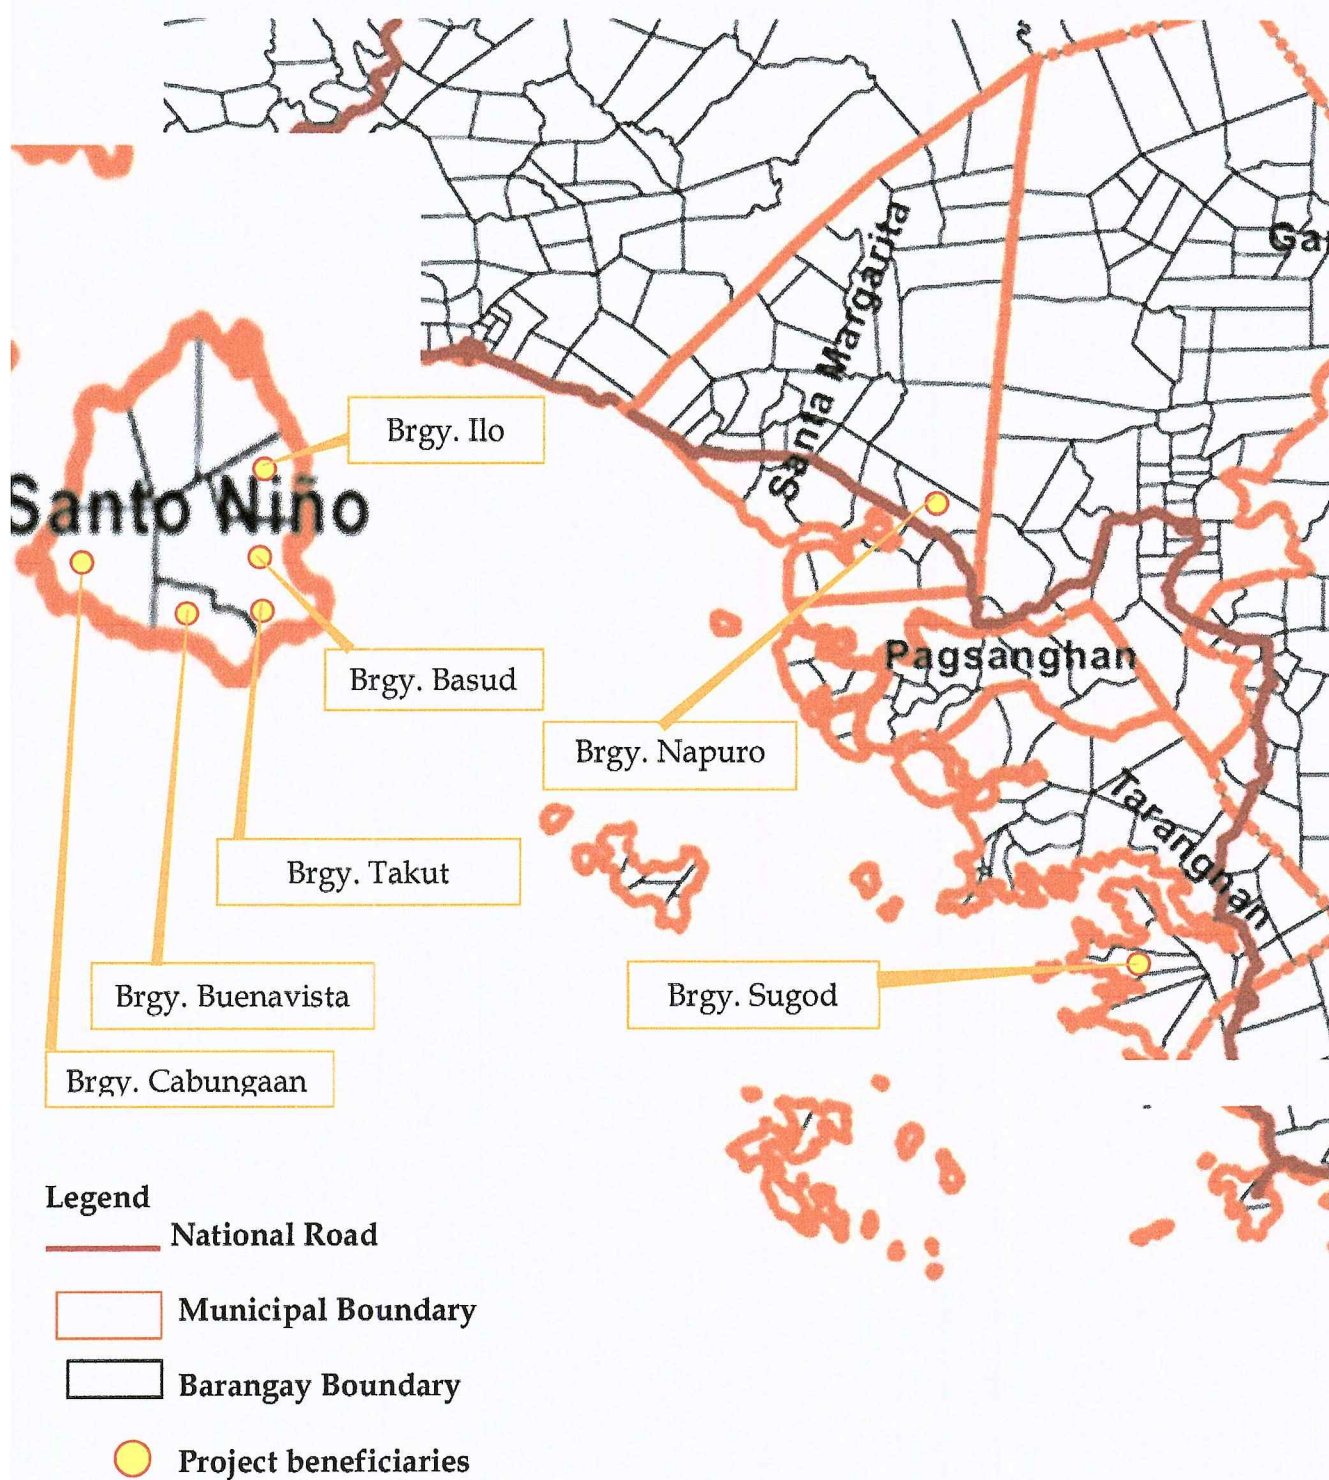 Ga
Santa Margarita
Brgy. Ilo
Santo Niño
Brgy. Basud
Pagsanghan
Brgy. Napuro
Tarangnan
Brgy. Takut
Brgy. Buenavista
Brgy. Sugod
Brgy. Cabungaan
Legend
National Road
Municipal Boundary
Barangay Boundary
Project beneficiaries